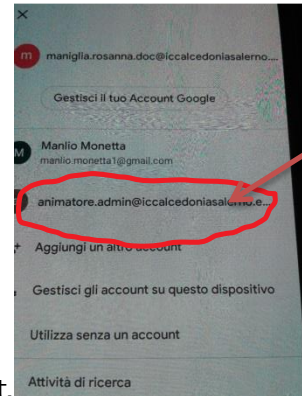 m maniglia.rosanna.doc@iccalcedoniasalerno....
Gestisci il tuo Account Google
M Manlio Monetta
manlio.monetta1@gmail.com
animatore.admin@iccalcedoniasalerno.e...
Aggiungi un altro account
Gestisci gli account su questo dispositivo
Utilizza senza un account
Attività di ricerca